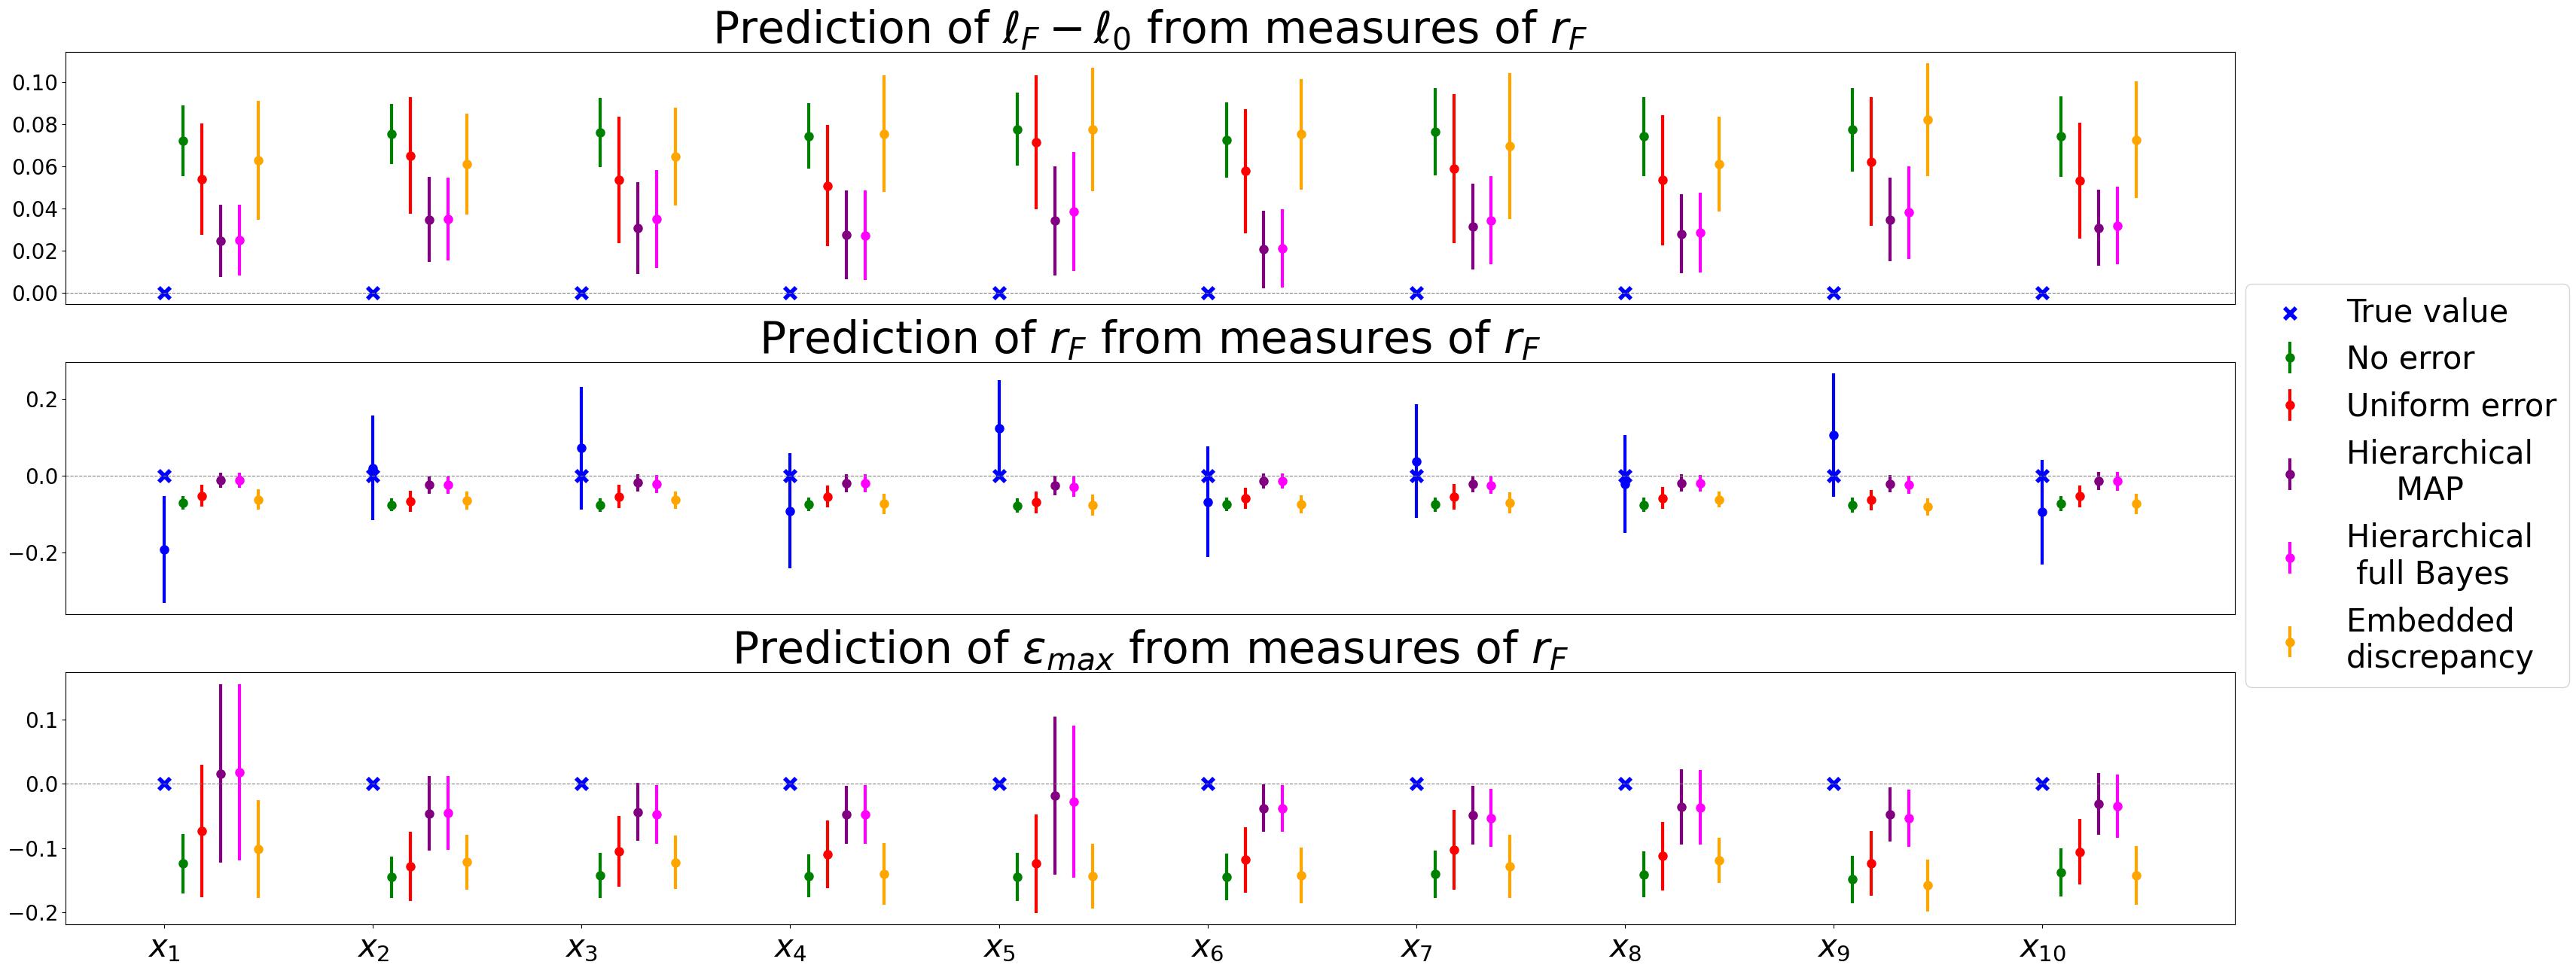 Prediction of ℓ_F − ℓ_0 from measures of r_F
0.10
0.08
0.06
0.04
0.02
0.00
Prediction of r_F from measures of r_F
0.2
0.0
−0.2
Prediction of ε_max from measures of r_F
0.1
0.0
−0.1
−0.2
x_1 x_2 x_3 x_4 x_5 x_6 x_7 x_8 x_9 x_10
True value
No error
Uniform error
Hierarchical
MAP
Hierarchical
full Bayes
Embedded
discrepancy